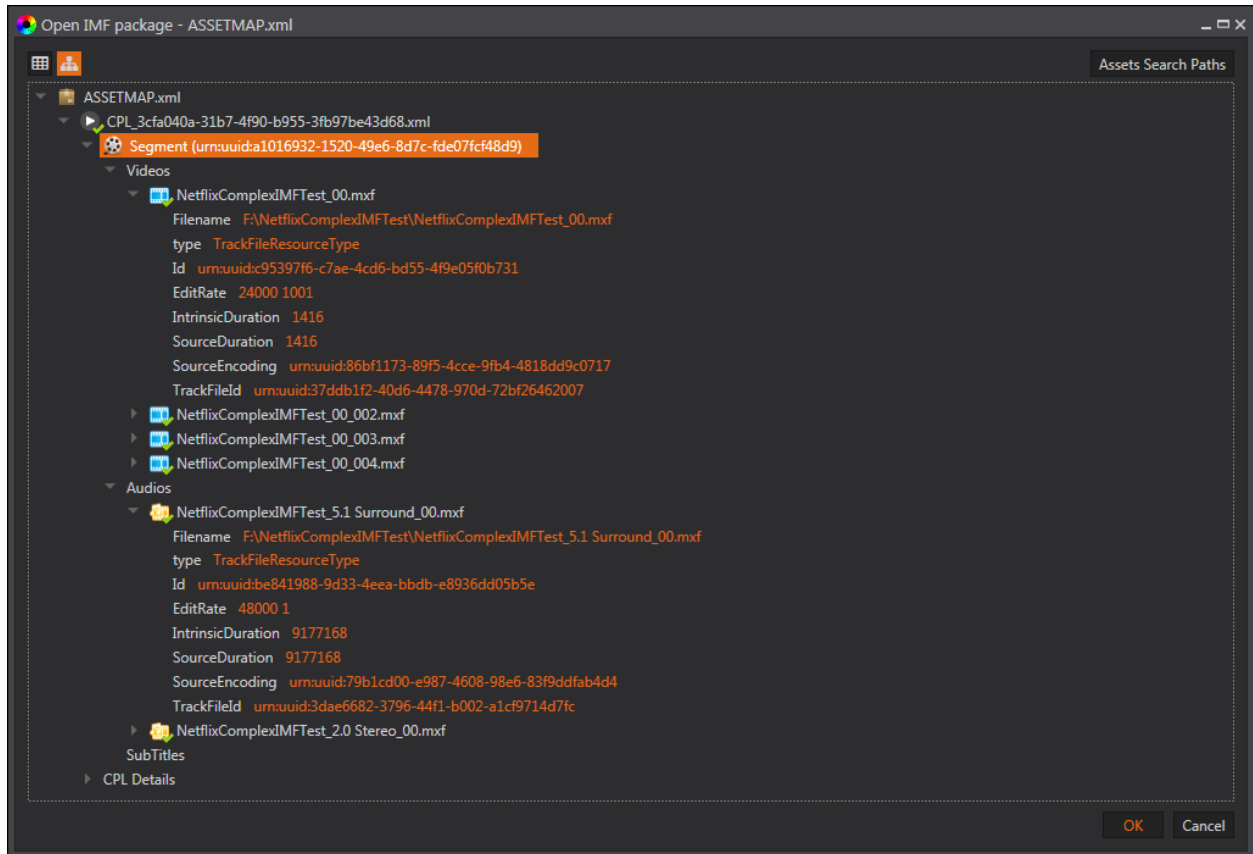 Open IMF package - ASSETMAP.xml
Assets Search Paths
ASSETMAP.xml
CPL_3cfa040a-31b7-4f90-b955-3fb97be43d68.xml
Segment (urn:uuid:a1016932-1520-49e6-8d7c-fde07fcf48d9)
Videos
NetflixComplexIMFTest_00.mxf
Filename F:\NetflixComplexIMFTest\NetflixComplexIMFTest_00.mxf
type TrackFileResourceType
Id urn:uuid:c95397f6-c7ae-4cd6-bd55-4f9e05f0b731
EditRate 24000 1001
IntrinsicDuration 1416
SourceDuration 1416
SourceEncoding urn:uuid:86bf1173-89f5-4cce-9fb4-4818dd9c0717
TrackFileId urn:uuid:37ddb1f2-40d6-4478-970d-72bf26462007
NetflixComplexIMFTest_00_002.mxf
NetflixComplexIMFTest_00_003.mxf
NetflixComplexIMFTest_00_004.mxf
Audios
NetflixComplexIMFTest_5.1 Surround_00.mxf
Filename F:\NetflixComplexIMFTest\NetflixComplexIMFTest_5.1 Surround_00.mxf
type TrackFileResourceType
Id urn:uuid:be841988-9d33-4eea-bbdb-e8936dd05b5e
EditRate 48000 1
IntrinsicDuration 9177168
SourceDuration 9177168
SourceEncoding urn:uuid:79b1cd00-e987-4608-98e6-83f9ddfab4d4
TrackFileId urn:uuid:3dae6682-3796-44f1-b002-a1cf9714d7fc
NetflixComplexIMFTest_2.0 Stereo_00.mxf
SubTitles
CPL Details
OK Cancel